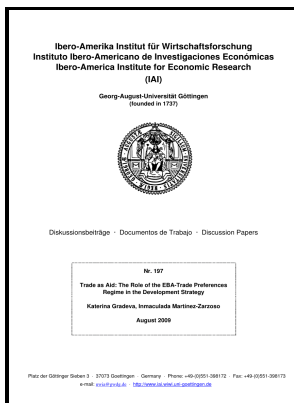 Ibero-Amerika Institut für Wirtschaftsforschung
Instituto Ibero-Americano de Investigaciones Económicas
Ibero-America Institute for Economic Research
(IAI)
Georg-August-Universität Göttingen
(founded in 1737)
Diskussionsbeiträge · Documentos de Trabajo · Discussion Papers
Nr. 197
Trade as Aid: The Role of the EBA-Trade Preferences
Regime in the Development Strategy
Katerina Gradeva, Inmaculada Martínez-Zarzoso
August 2009
Platz der Göttinger Sieben 3 · 37073 Goettingen · Germany · Phone: +49-(0)551-398172 · Fax: +49-(0)551-398173
e-mail: uwia@gwdg.de · http://www.iai.wiwi.uni-goettingen.de